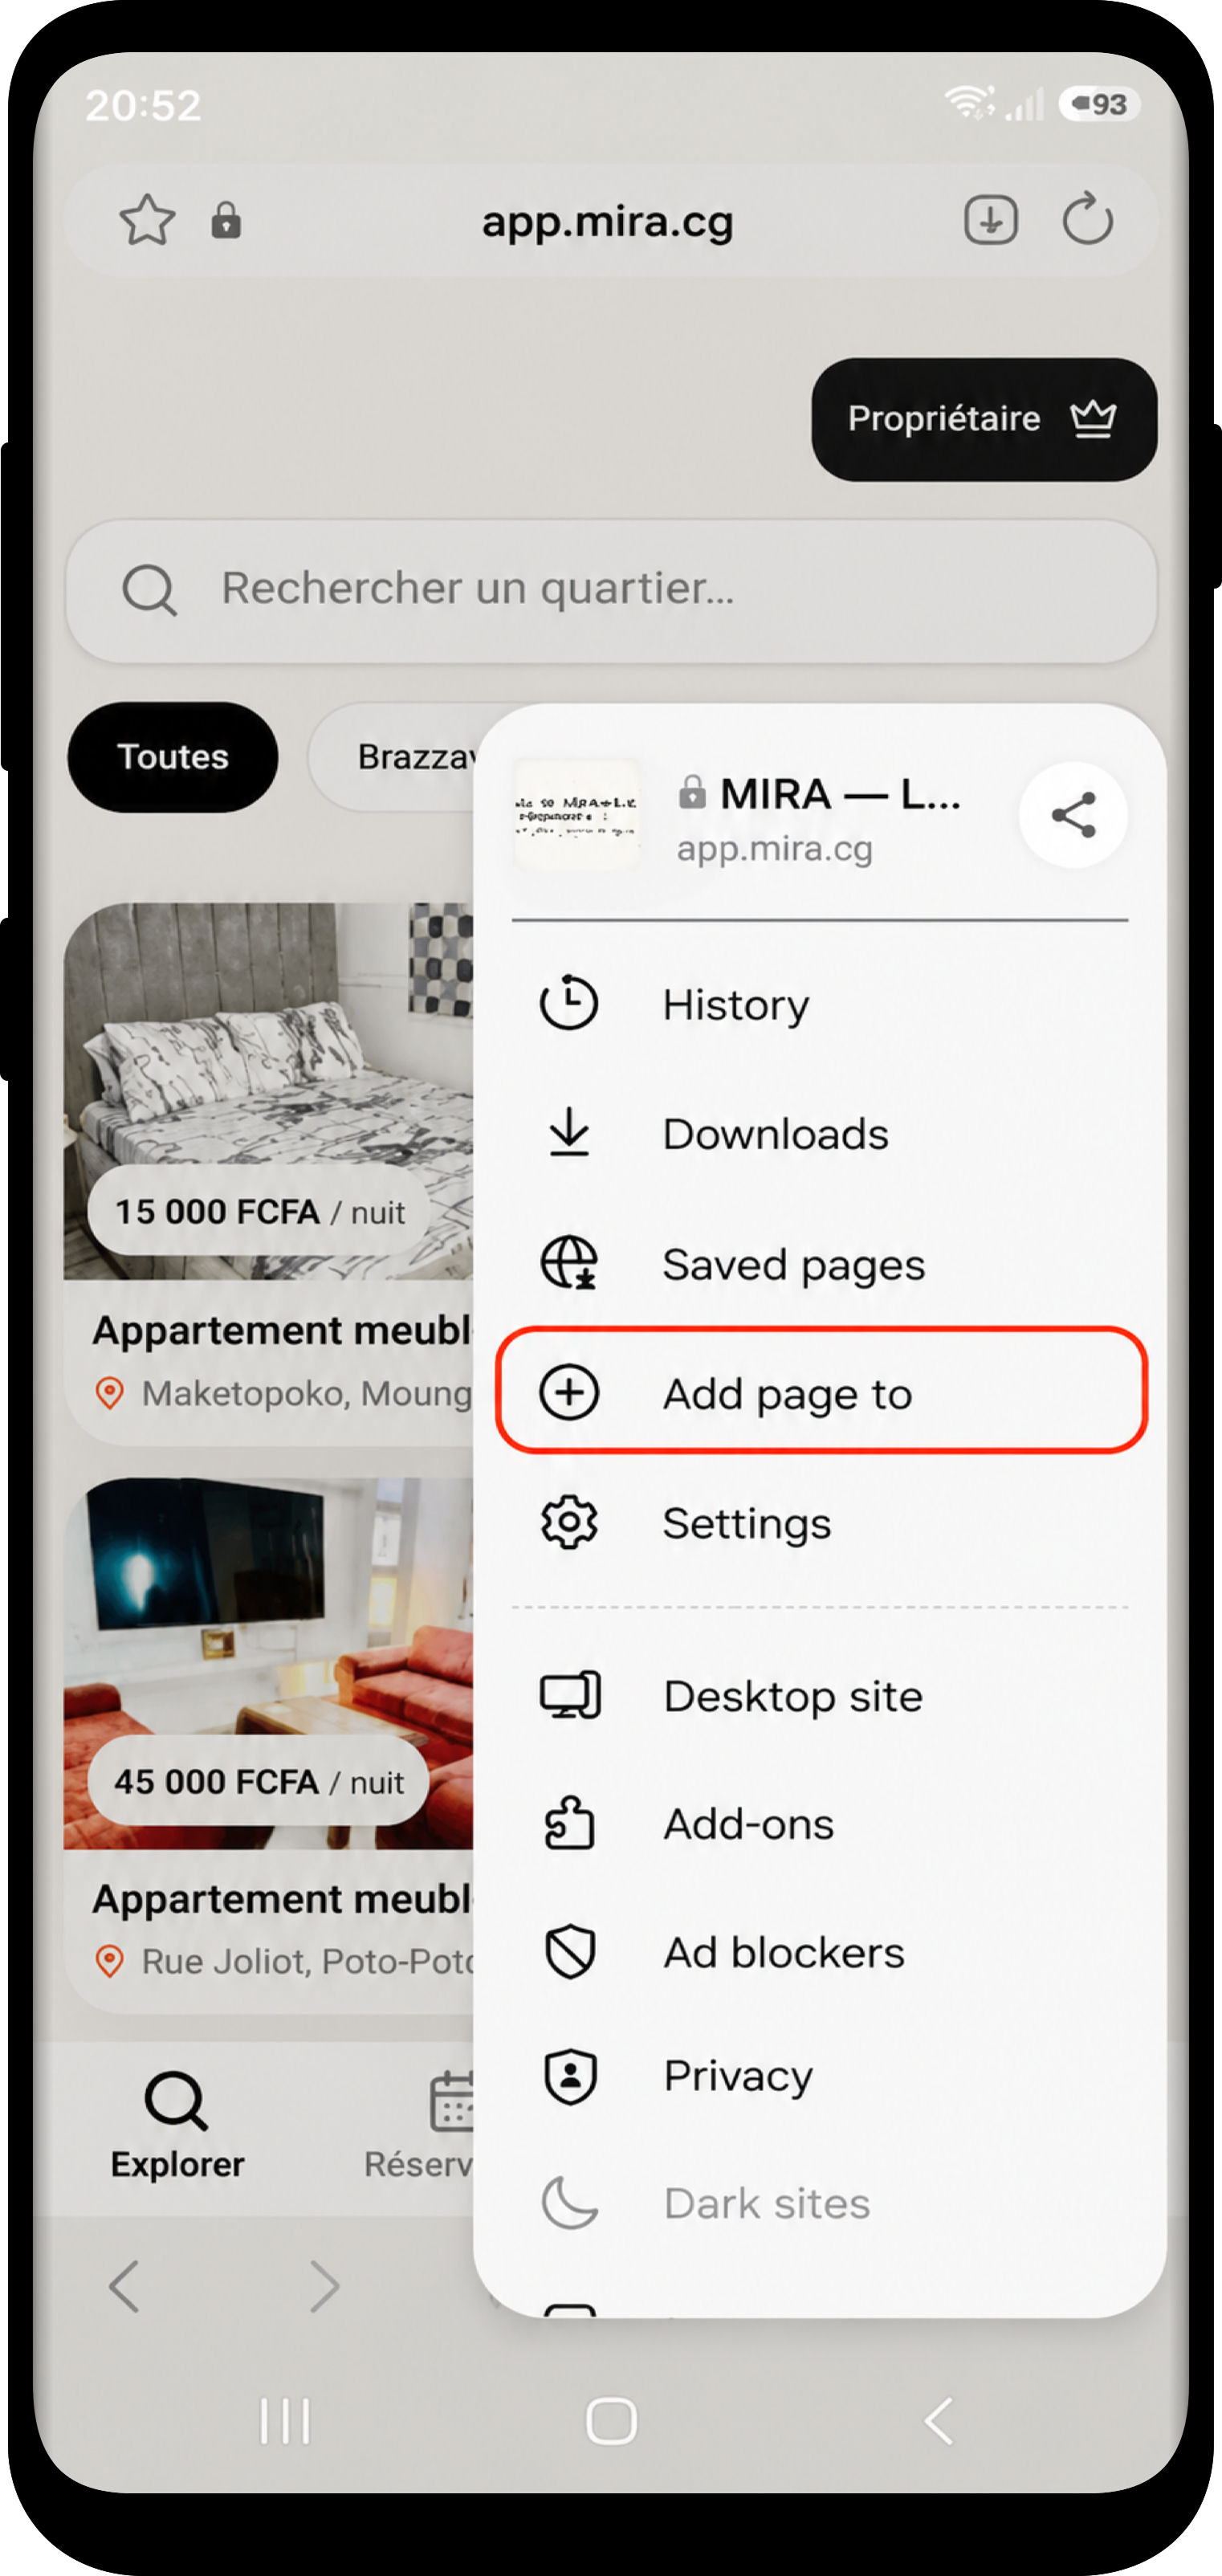 20:52
93
app.mira.cg
Propriétaire
Rechercher un quartier...
Toutes
Brazzav
MIRA — L...
app.mira.cg
History
Downloads
Saved pages
Add page to
Settings
Desktop site
Add-ons
Ad blockers
Privacy
Dark sites
15 000 FCFA / nuit
Appartement meubl
Maketopoko, Moung
45 000 FCFA / nuit
Appartement meubl
Rue Joliot, Poto-Poto
Explorer
Réserv